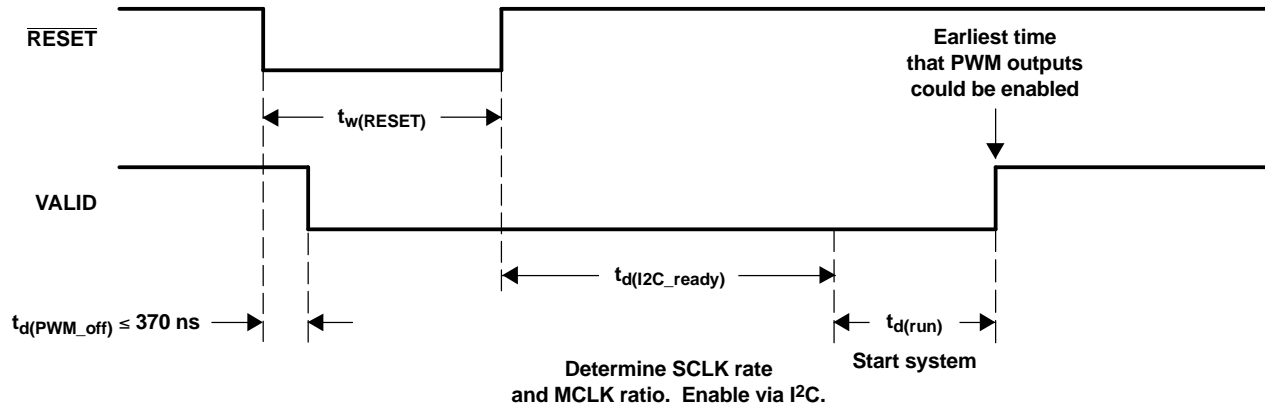 RESET
Earliest time
that PWM outputs
could be enabled
tw(RESET)
VALID
td(I2C_ready)
td(PWM_off) ≤ 370 ns
td(run)
Start system
Determine SCLK rate
and MCLK ratio. Enable via I²C.